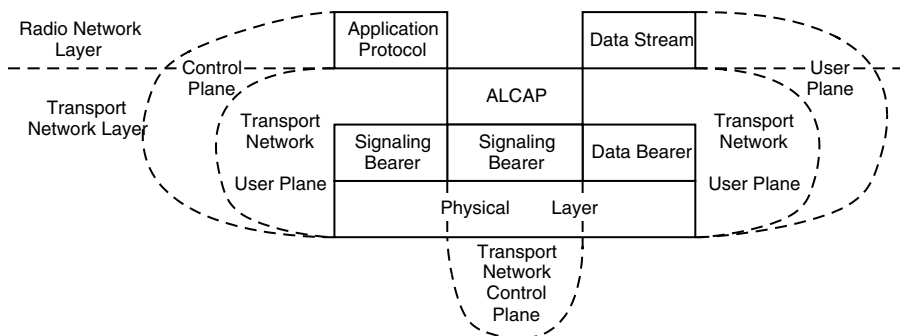 Radio Network
Layer
Application
Protocol
Data Stream
Control
Plane
User
Plane
Transport
Network Layer
ALCAP
Transport
Network
User Plane
Signaling
Bearer
Signaling
Bearer
Data Bearer
Transport
Network
User Plane
Physical Layer
Transport
Network
Control
Plane